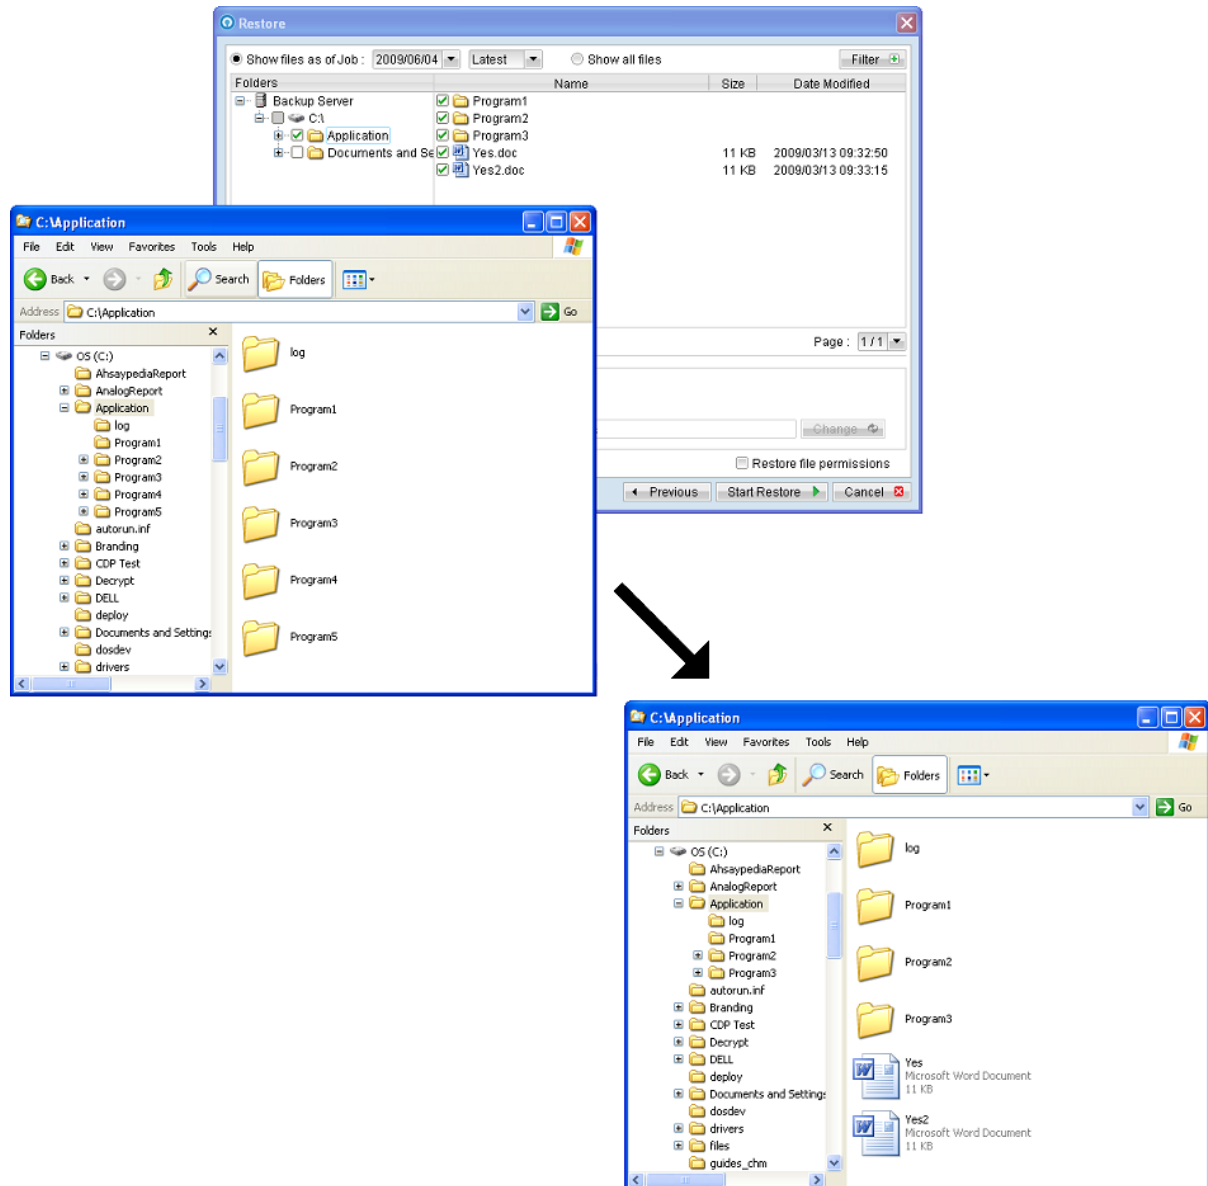 Restore
Show files as of Job : 2009/06/04 Latest Show all files Filter
Folders Name Size Date Modified
Backup Server Program1
C:\ Program2
Application Program3
Documents and Se Yes.doc 11 KB 2009/03/13 09:32:50
Yes2.doc 11 KB 2009/03/13 09:33:15
Page : 1 / 1
Change
Restore file permissions
Previous Start Restore Cancel
C:\Application
File Edit View Favorites Tools Help
Back Search Folders
Address C:\Application Go
Folders
OS (C:)
AhsaypediaReport
AnalogReport
Application
log
Program1
Program2
Program3
Program4
Program5
autorun.inf
Branding
CDP Test
Decrypt
DELL
deploy
Documents and Settings
dosdev
drivers
log
Program1
Program2
Program3
Program4
Program5
C:\Application
File Edit View Favorites Tools Help
Back Search Folders
Address C:\Application Go
Folders
OS (C:)
AhsaypediaReport
AnalogReport
Application
log
Program1
Program2
Program3
autorun.inf
Branding
CDP Test
Decrypt
DELL
deploy
Documents and Settings
dosdev
drivers
files
guides_chm
log
Program1
Program2
Program3
Yes
Microsoft Word Document
11 KB
Yes2
Microsoft Word Document
11 KB